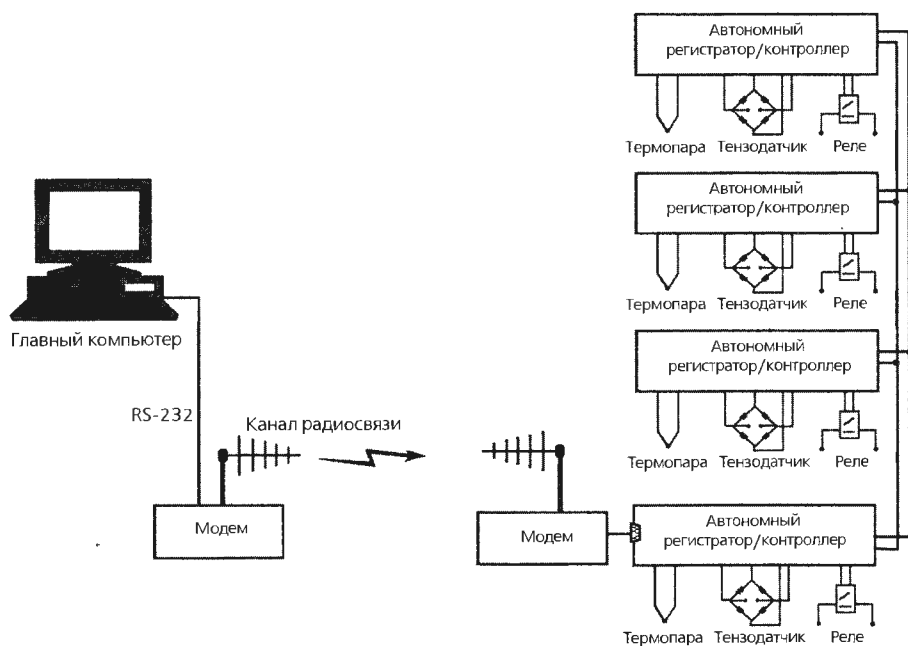 Автономный
регистратор/контроллер
Термопара Тензодатчик Реле
Автономный
регистратор/контроллер
Термопара Тензодатчик Реле
Главный компьютер
Автономный
регистратор/контроллер
Термопара Тензодатчик Реле
RS-232
Канал радиосвязи
Модем
Модем
Автономный
регистратор/контроллер
Термопара Тензодатчик Реле